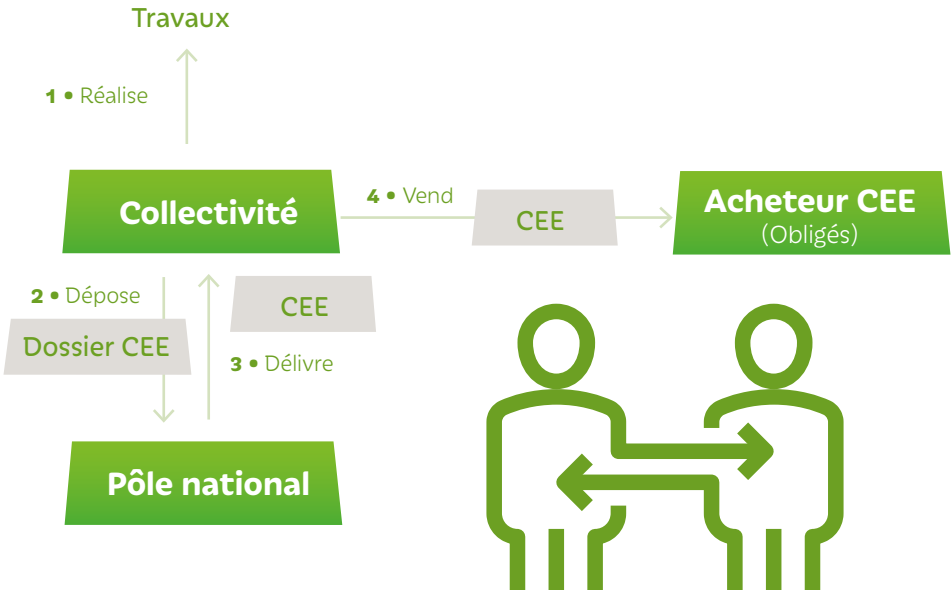 Travaux
1 • Réalise
Collectivité
4 • Vend
CEE
Acheteur CEE
(Obligés)
2 • Dépose
Dossier CEE
CEE
3 • Délivre
Pôle national